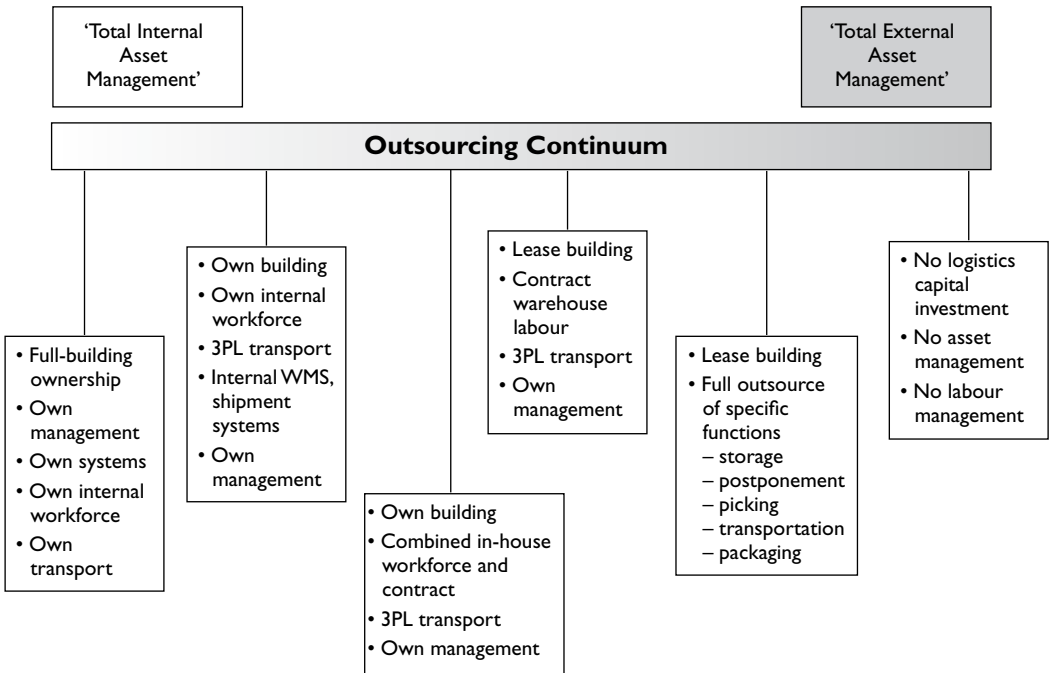 ‘Total Internal
Asset
Management’
‘Total External
Asset
Management’
Outsourcing Continuum
• Full-building
ownership
• Own
management
• Own systems
• Own internal
workforce
• Own
transport
• Own building
• Own internal
workforce
• 3PL transport
• Internal WMS,
shipment
systems
• Own
management
• Own building
• Combined in-house
workforce and
contract
• 3PL transport
• Own management
• Lease building
• Contract
warehouse
labour
• 3PL transport
• Own
management
• Lease building
• Full outsource
of specific
functions
– storage
– postponement
– picking
– transportation
– packaging
• No logistics
capital
investment
• No asset
management
• No labour
management